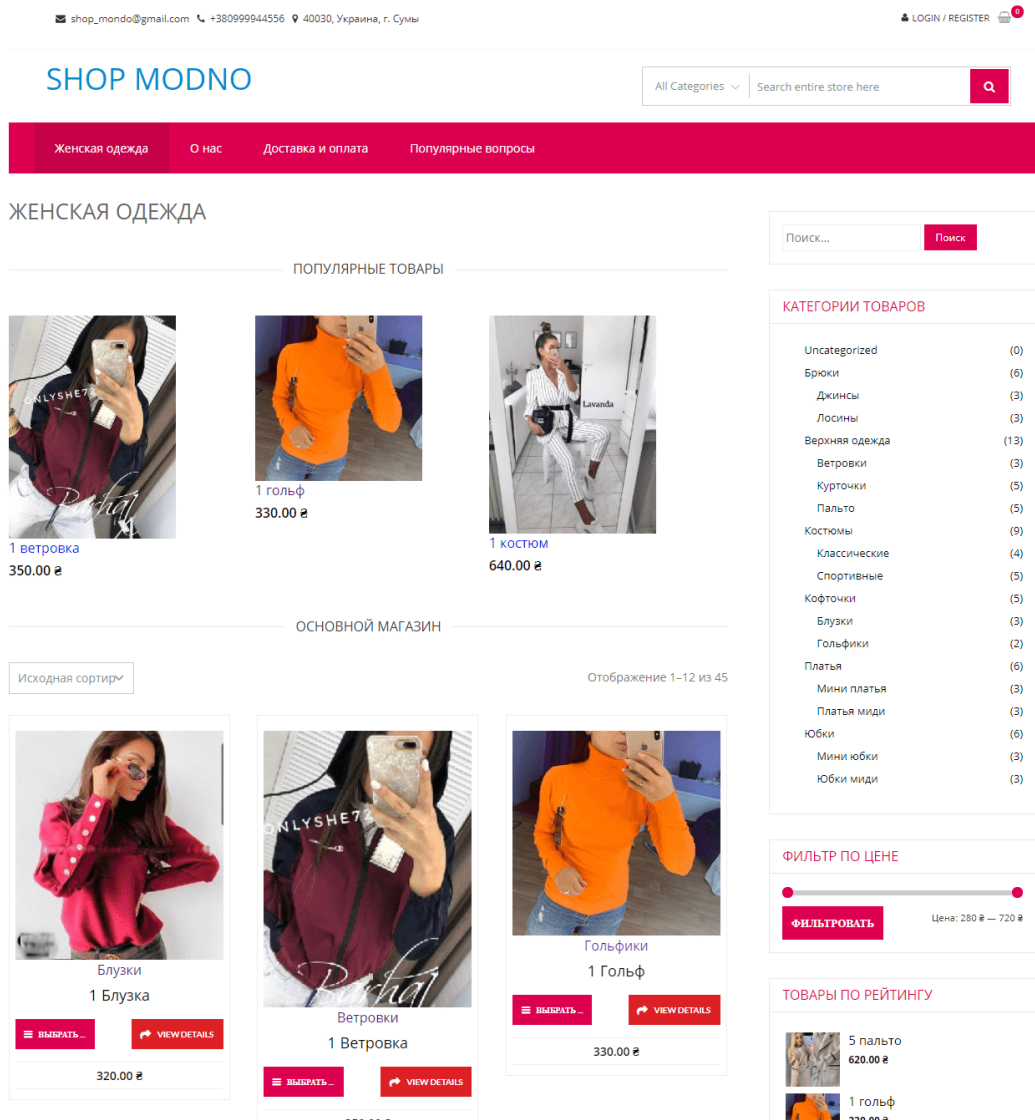 shop_mondo@gmail.com +380999944556 40030, Украина, г. Сумы
LOGIN / REGISTER 0
SHOP MODNO
All Categories Search entire store here
Женская одежда О нас Доставка и оплата Популярные вопросы
ЖЕНСКАЯ ОДЕЖДА
ПОПУЛЯРНЫЕ ТОВАРЫ
ONLYSHE72
Barhat
1 ветровка
350.00 ₴
1 гольф
330.00 ₴
Lavanda
1 костюм
640.00 ₴
ОСНОВНОЙ МАГАЗИН
Исходная сортир
Отображение 1–12 из 45
Блузки
1 Блузка
ВЫБРАТЬ ... VIEW DETAILS
320.00 ₴
ONLYSHE72
Barhat
Ветровки
1 Ветровка
ВЫБРАТЬ ... VIEW DETAILS
Гольфики
1 Гольф
ВЫБРАТЬ ... VIEW DETAILS
330.00 ₴
Поиск... Поиск
КАТЕГОРИИ ТОВАРОВ
Uncategorized (0)
Брюки (6)
Джинсы (3)
Лосины (3)
Верхняя одежда (13)
Ветровки (3)
Курточки (5)
Пальто (5)
Костюмы (9)
Классические (4)
Спортивные (5)
Кофточки (5)
Блузки (3)
Гольфики (2)
Платья (6)
Мини платья (3)
Платья миди (3)
Юбки (6)
Мини юбки (3)
Юбки миди (3)
ФИЛЬТР ПО ЦЕНЕ
ФИЛЬТРОВАТЬ Цена: 280 ₴ — 720 ₴
ТОВАРЫ ПО РЕЙТИНГУ
5 пальто
620.00 ₴
1 гольф